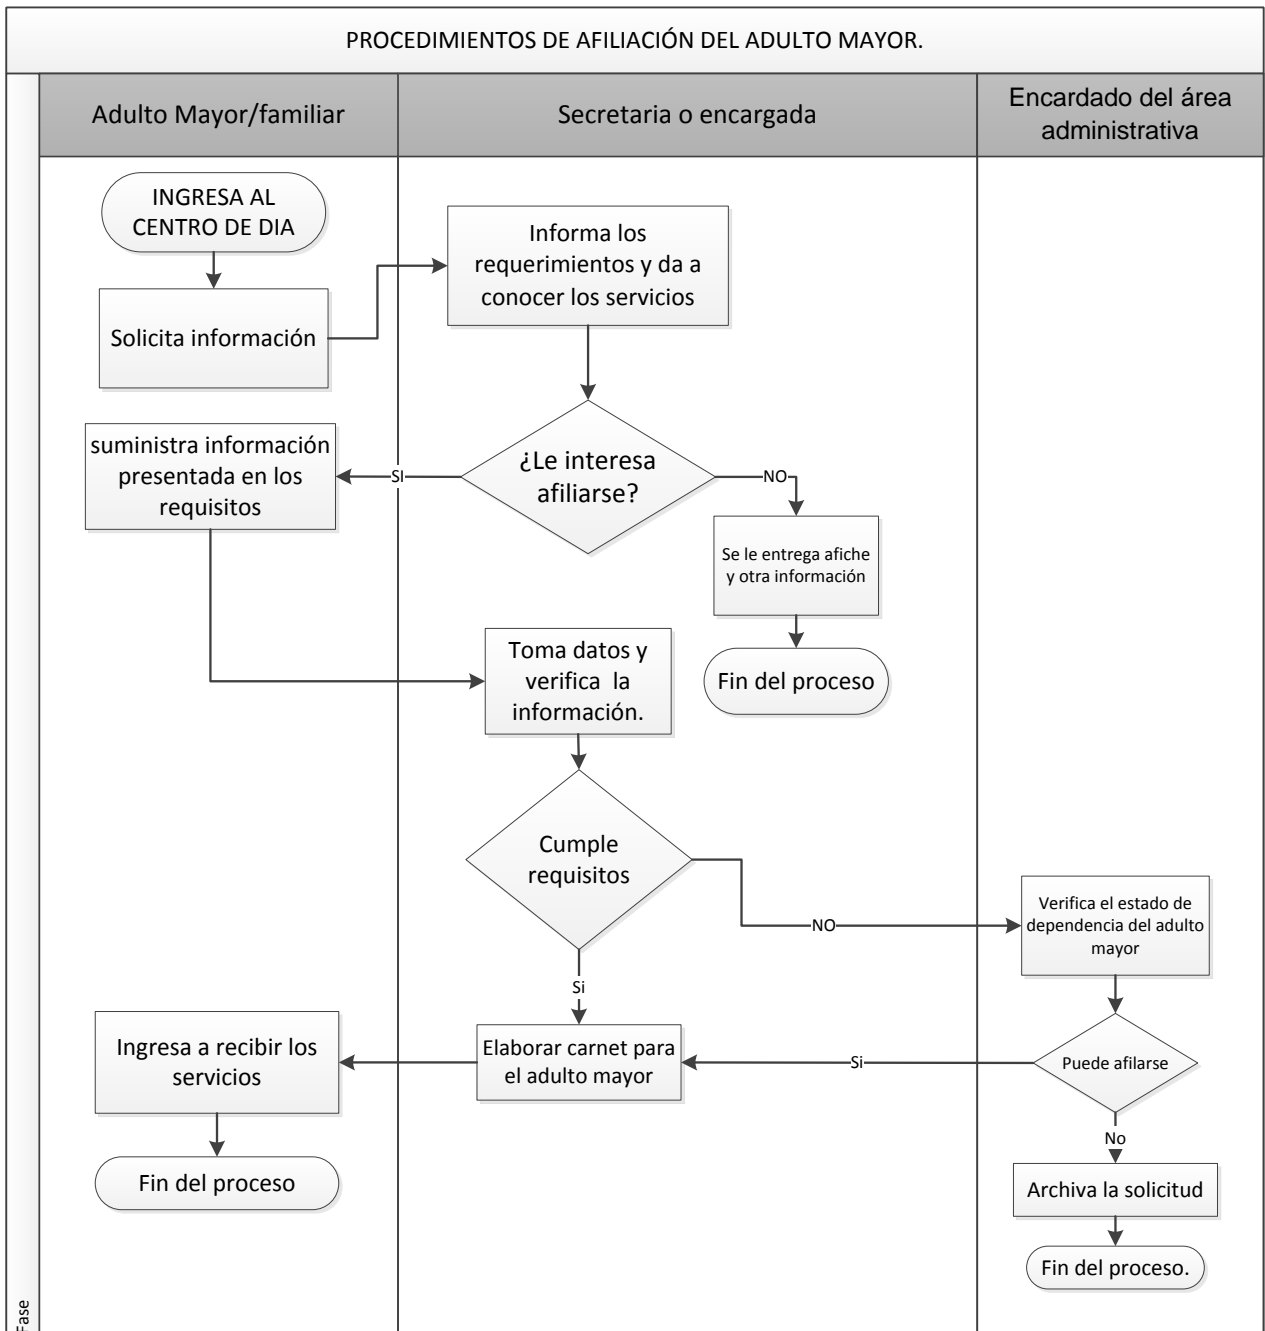 PROCEDIMIENTOS DE AFILIACIÓN DEL ADULTO MAYOR.
Adulto Mayor/familiar
Secretaria o encargada
Encardado del área
administrativa
INGRESA AL
CENTRO DE DIA
Solicita información
Informa los
requerimientos y da a
conocer los servicios
¿Le interesa
afiliarse?
SI
NO
suministra información
presentada en los
requisitos
Se le entrega afiche
y otra información
Fin del proceso
Toma datos y
verifica la
información.
Cumple
requisitos
NO
Si
Verifica el estado de
dependencia del adulto
mayor
Puede afilarse
Si
No
Elaborar carnet para
el adulto mayor
Ingresa a recibir los
servicios
Fin del proceso
Archiva la solicitud
Fin del proceso.
Fase